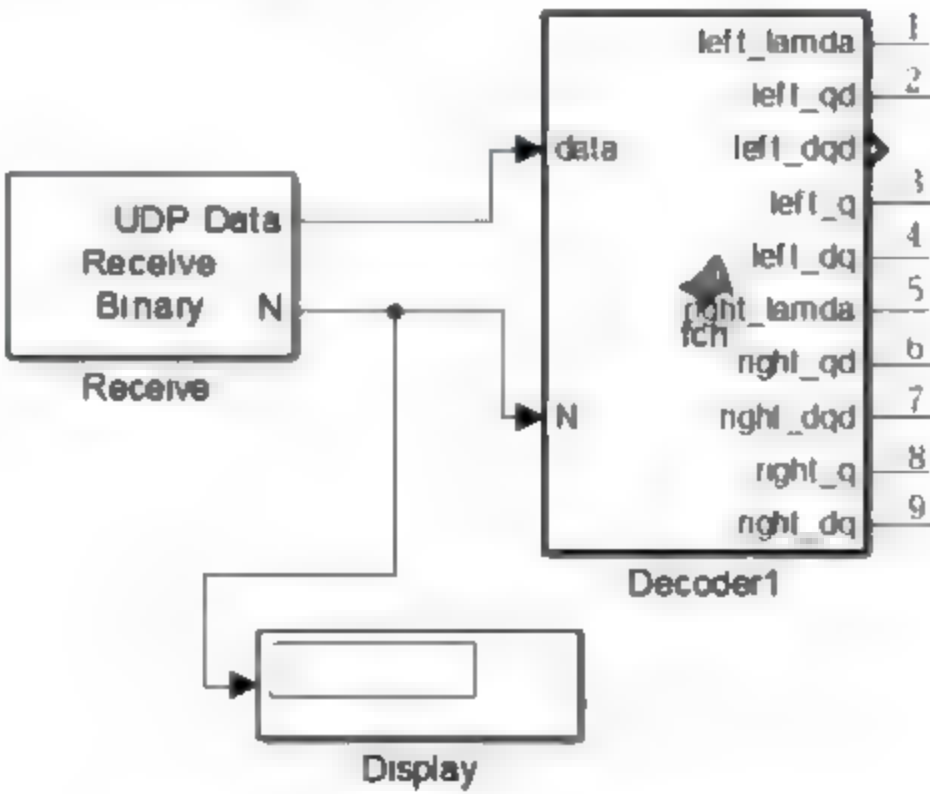 left_lamda 1
left_qd 2
data left_dqd
left_q 3
left_dq 4
right_lamda 5
fcn
right_qd 6
N right_dqd 7
right_q 8
right_dq 9
Decoder1
UDP Data
Receive
Binary N
Receive
Display